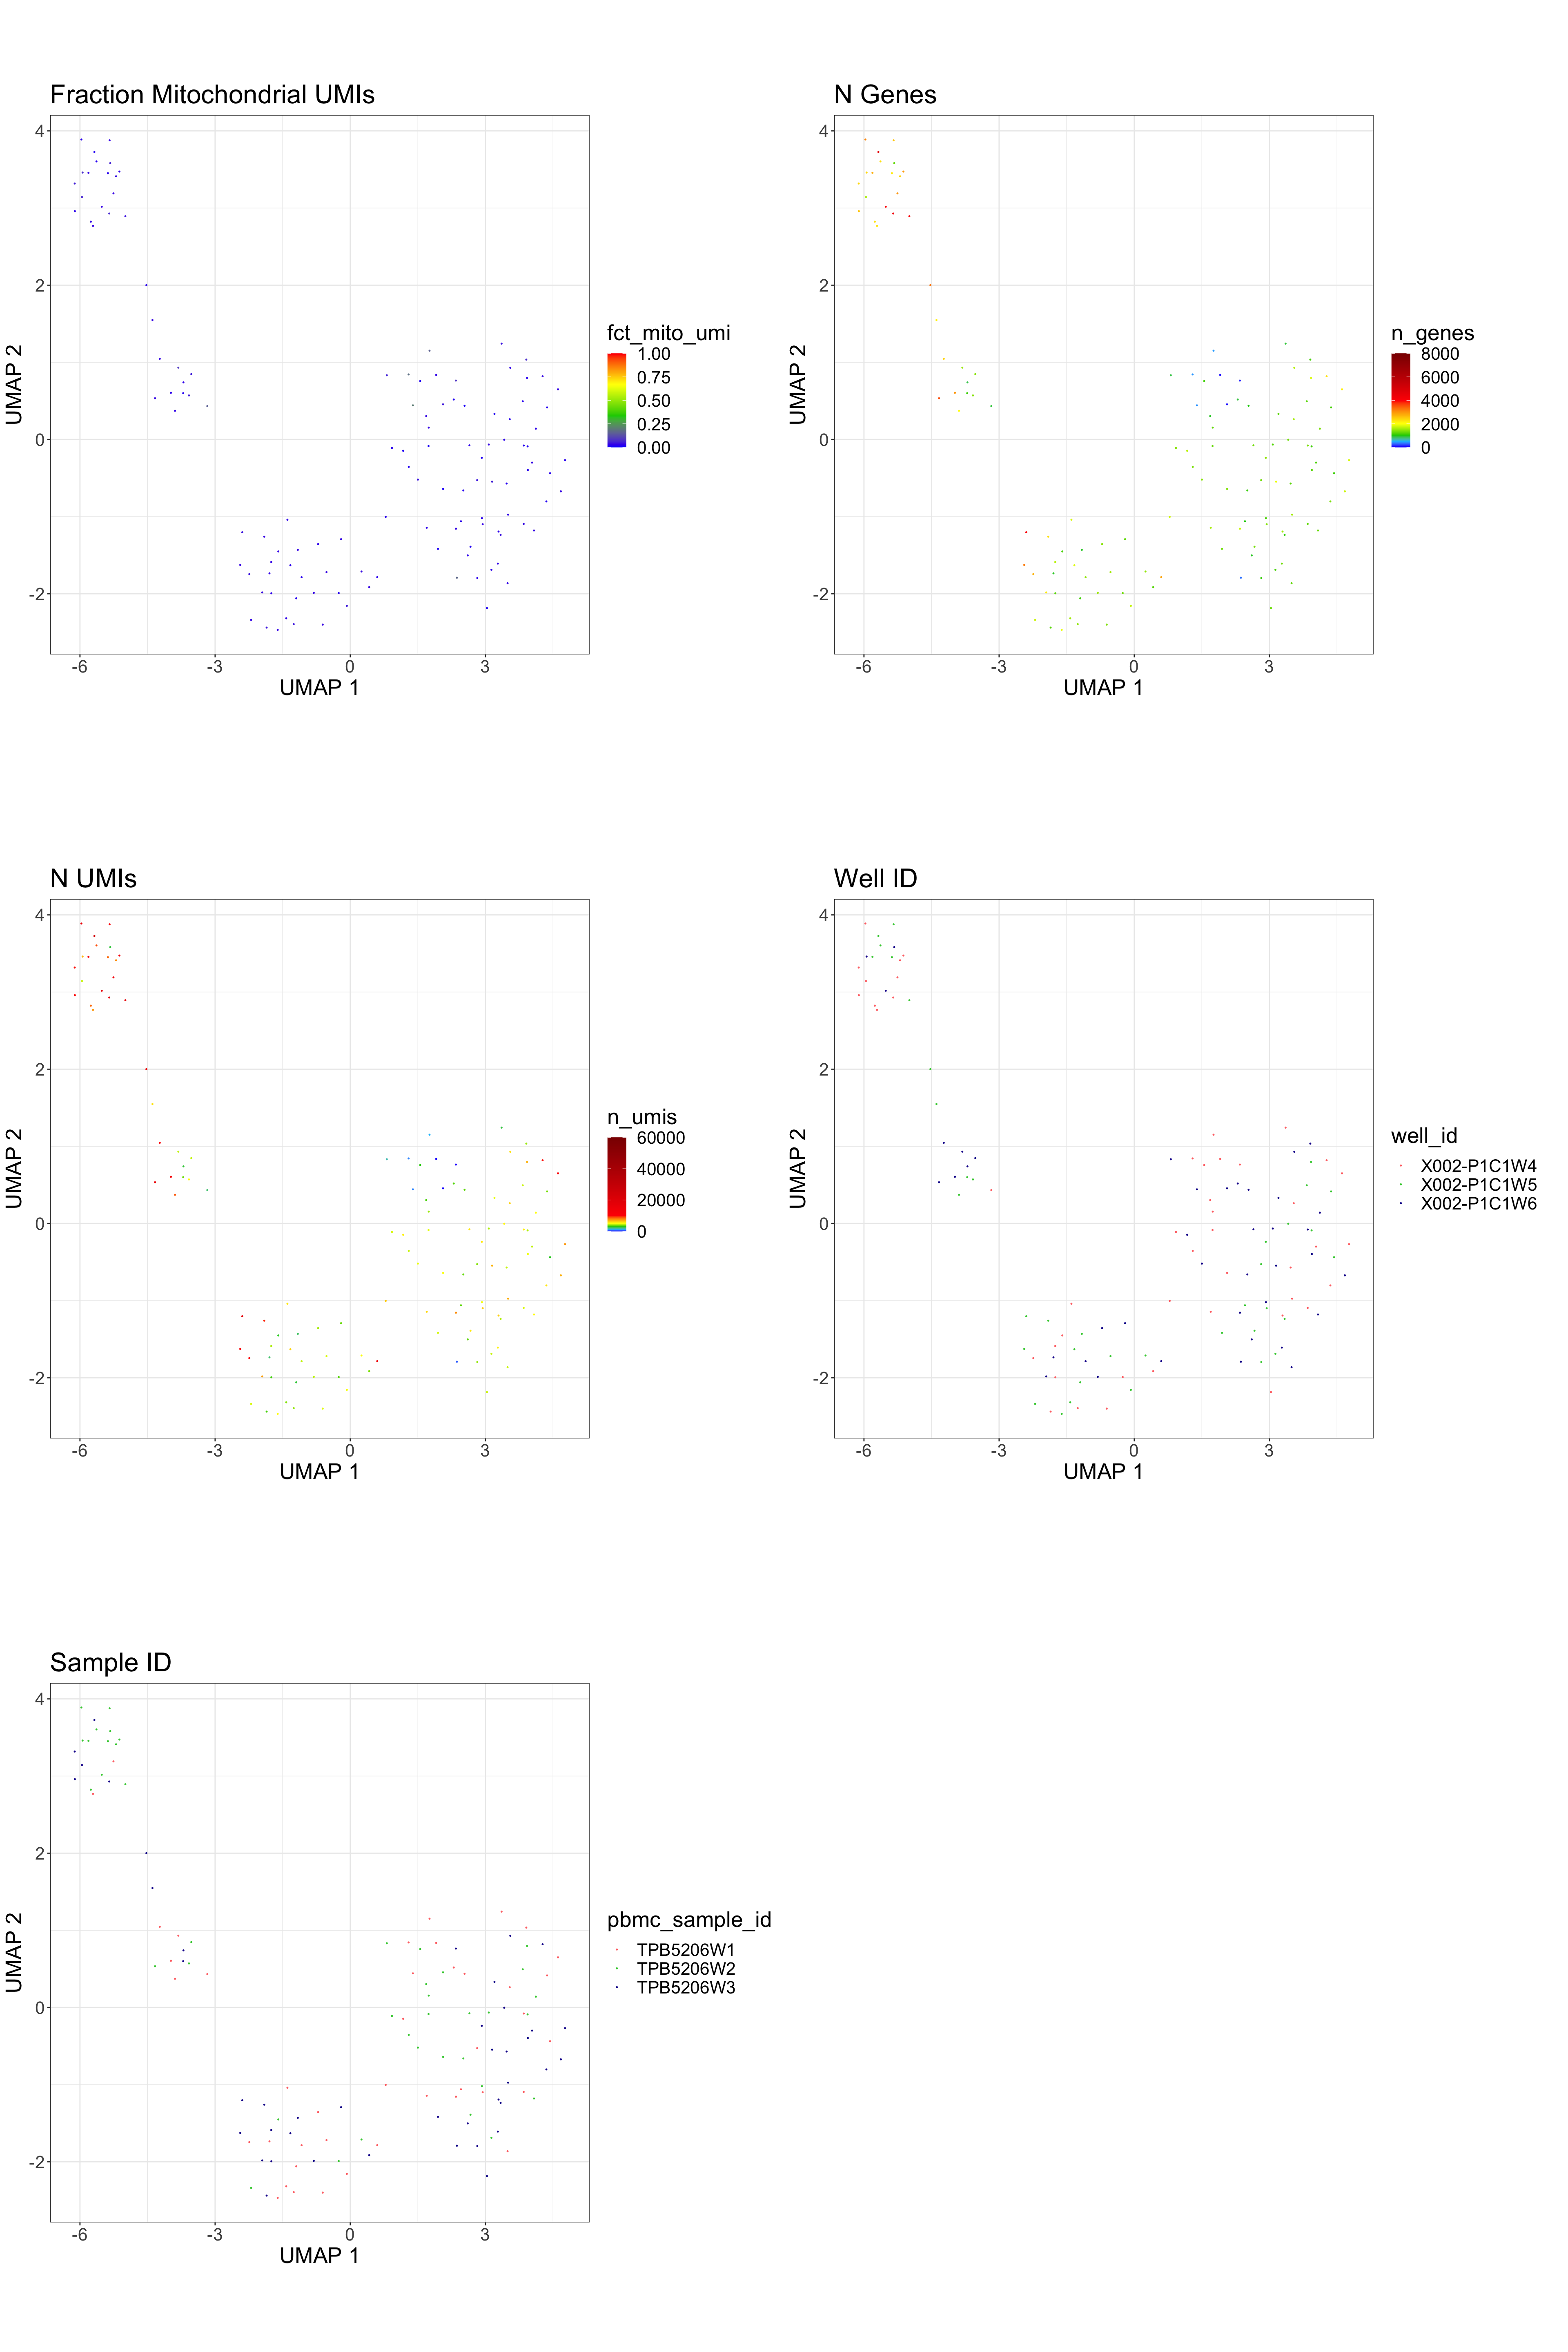 Fraction Mitochondrial UMIs
4
2
0
-2
-6
-3
0
3
UMAP 1
UMAP 2
fct_mito_umi
1.00
0.75
0.50
0.25
0.00
N Genes
4
2
0
-2
-6
-3
0
3
UMAP 1
UMAP 2
n_genes
8000
6000
4000
2000
0
N UMIs
4
2
0
-2
-6
-3
0
3
UMAP 1
UMAP 2
n_umis
60000
40000
20000
0
Well ID
4
2
0
-2
-6
-3
0
3
UMAP 1
UMAP 2
well_id
X002-P1C1W4
X002-P1C1W5
X002-P1C1W6
Sample ID
4
2
0
-2
-6
-3
0
3
UMAP 1
UMAP 2
pbmc_sample_id
TPB5206W1
TPB5206W2
TPB5206W3